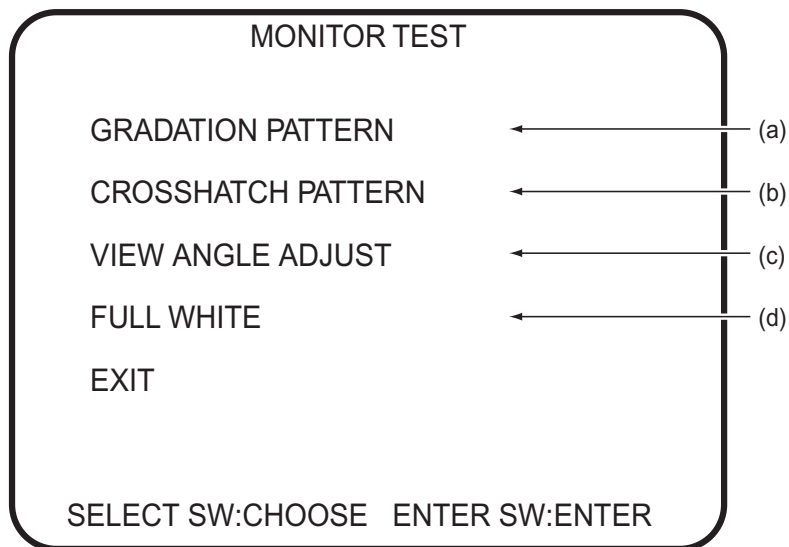 MONITOR TEST
GRADATION PATTERN (a)
CROSSHATCH PATTERN (b)
VIEW ANGLE ADJUST (c)
FULL WHITE (d)
EXIT
SELECT SW:CHOOSE ENTER SW:ENTER